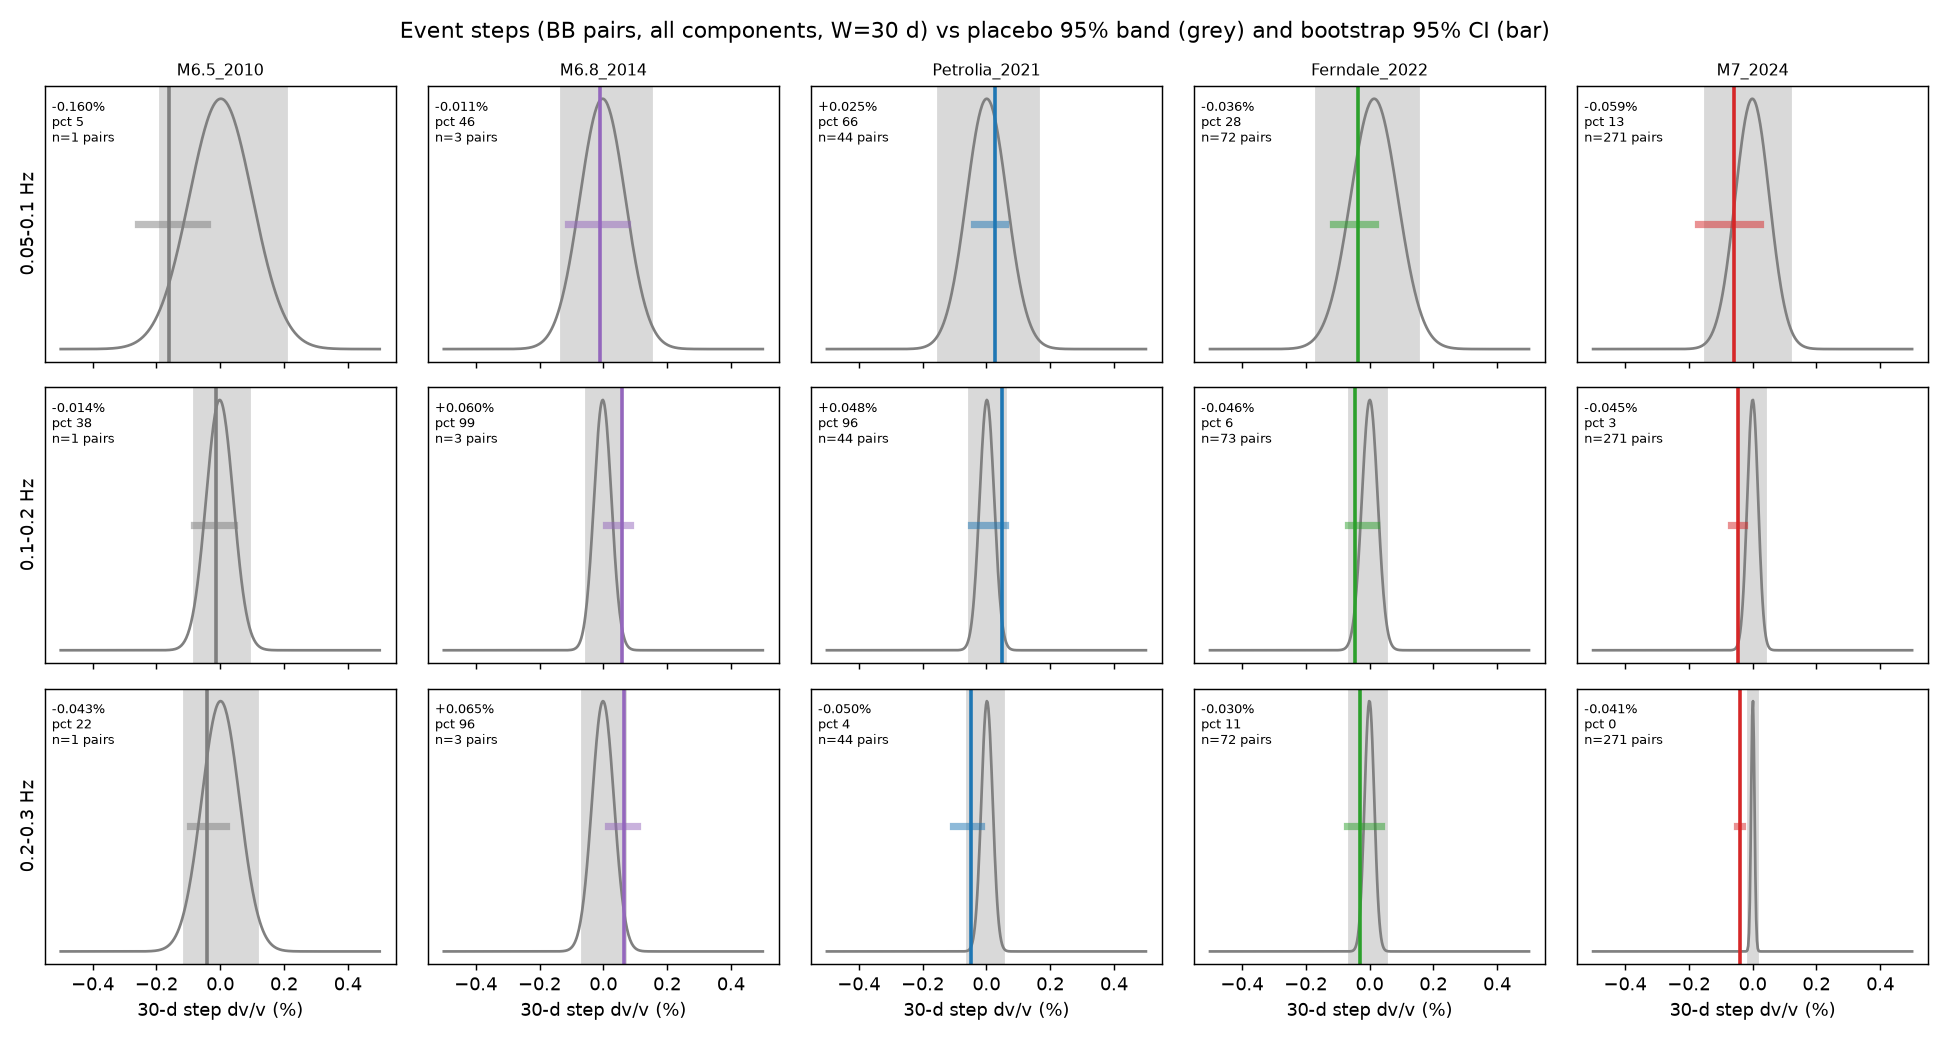 Event steps (BB pairs, all components, W=30 d) vs placebo 95% band (grey) and bootstrap 95% CI (bar)
M6.5_2010
M6.8_2014
Petrolia_2021
Ferndale_2022
M7_2024
0.05-0.1 Hz
-0.160%
pct 5
n=1 pairs
-0.011%
pct 46
n=3 pairs
+0.025%
pct 66
n=44 pairs
-0.036%
pct 28
n=72 pairs
-0.059%
pct 13
n=271 pairs
0.1-0.2 Hz
-0.014%
pct 38
n=1 pairs
+0.060%
pct 99
n=3 pairs
+0.048%
pct 96
n=44 pairs
-0.046%
pct 6
n=73 pairs
-0.045%
pct 3
n=271 pairs
0.2-0.3 Hz
-0.043%
pct 22
n=1 pairs
+0.065%
pct 96
n=3 pairs
-0.050%
pct 4
n=44 pairs
-0.030%
pct 11
n=72 pairs
-0.041%
pct 0
n=271 pairs
−0.4 −0.2 0.0 0.2 0.4
−0.4 −0.2 0.0 0.2 0.4
−0.4 −0.2 0.0 0.2 0.4
−0.4 −0.2 0.0 0.2 0.4
−0.4 −0.2 0.0 0.2 0.4
30-d step dv/v (%)
30-d step dv/v (%)
30-d step dv/v (%)
30-d step dv/v (%)
30-d step dv/v (%)